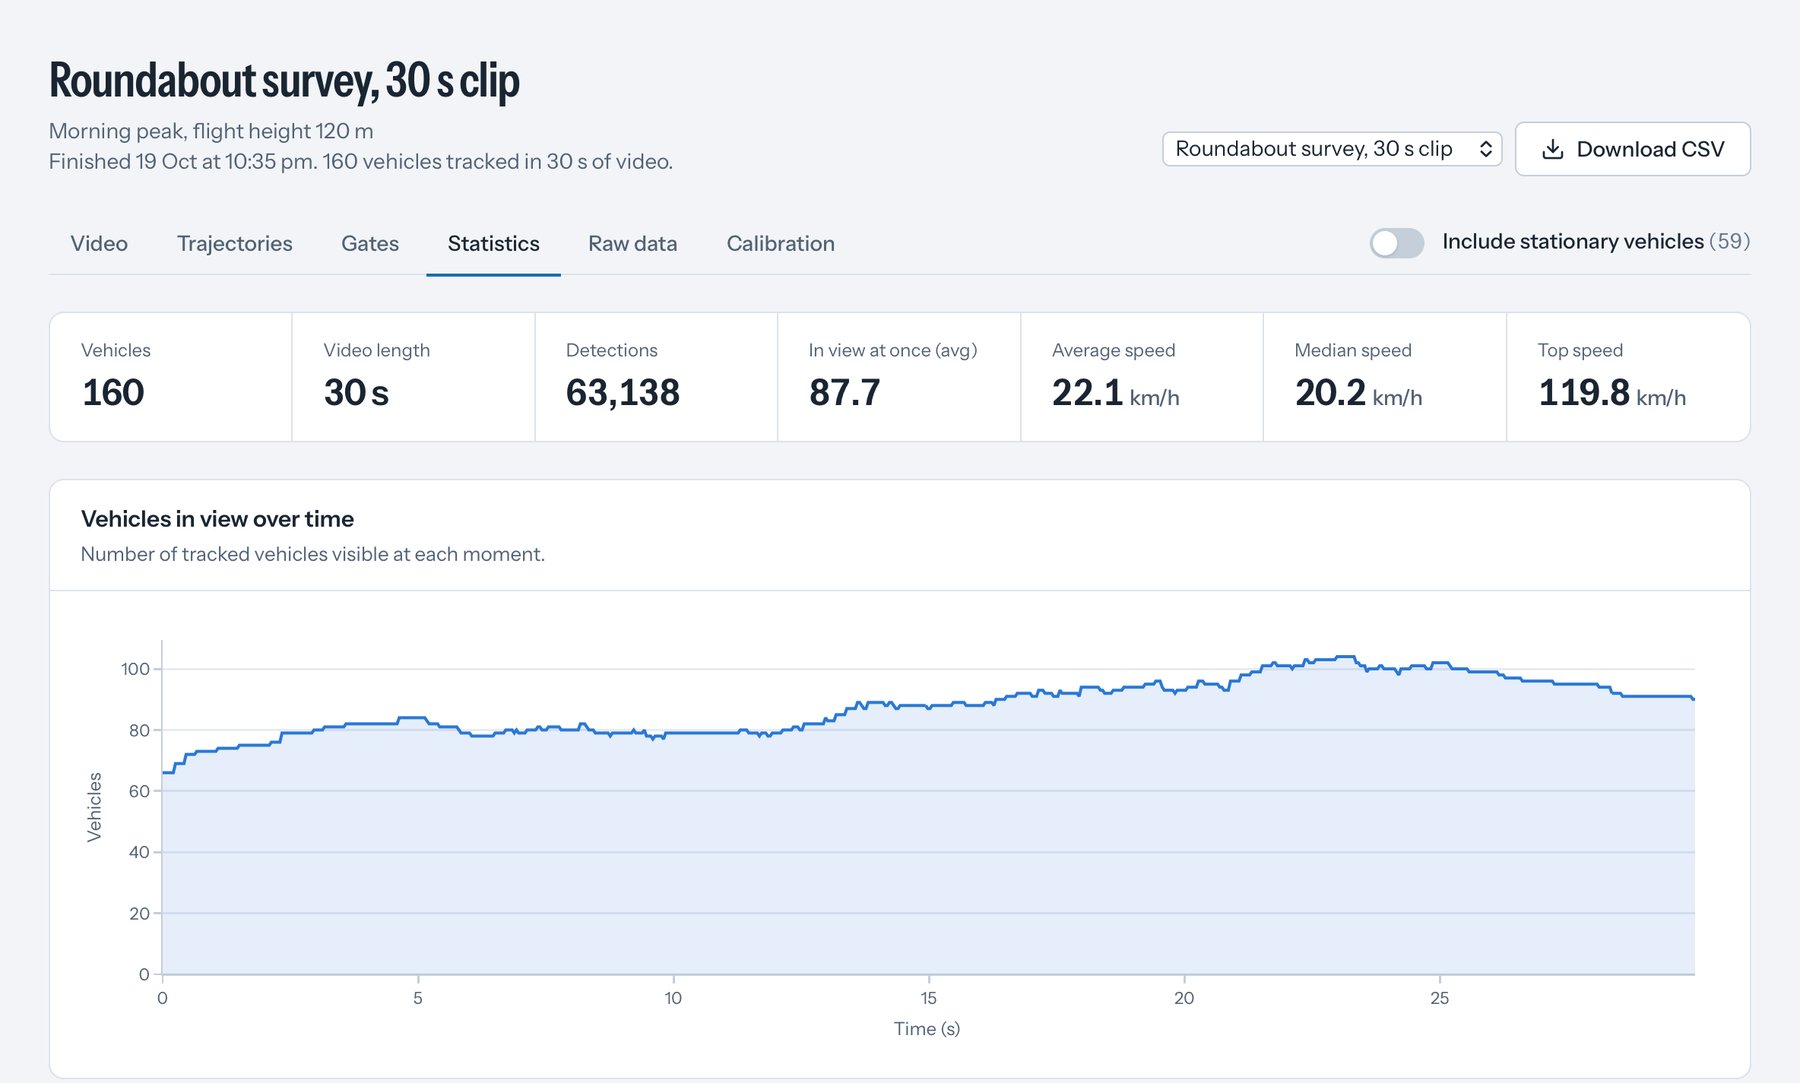 Roundabout survey, 30 s clip
Morning peak, flight height 120 m
Finished 19 Oct at 10:35 pm. 160 vehicles tracked in 30 s of video.
Roundabout survey, 30 s clip
Download CSV
Video
Trajectories
Gates
Statistics
Raw data
Calibration
Include stationary vehicles (59)
Vehicles
160
Video length
30 s
Detections
63,138
In view at once (avg)
87.7
Average speed
22.1 km/h
Median speed
20.2 km/h
Top speed
119.8 km/h
Vehicles in view over time
Number of tracked vehicles visible at each moment.
Vehicles
100
80
60
40
20
0
0
5
10
15
20
25
Time (s)